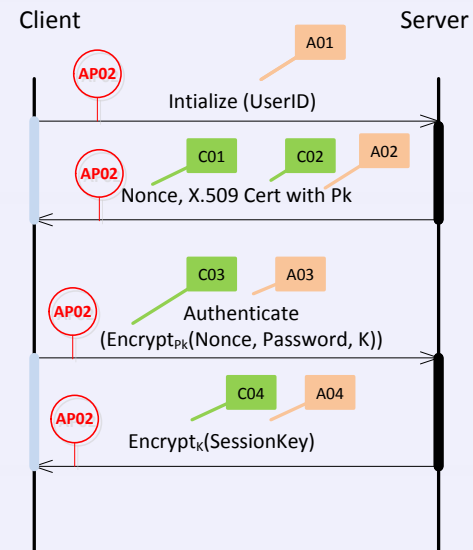 Client
Server
A01
AP02
Intialize (UserID)
C01
C02
A02
AP02
Nonce, X.509 Cert with Pk
C03
A03
AP02
Authenticate
(EncryptPk(Nonce, Password, K))
C04
A04
AP02
EncryptK(SessionKey)